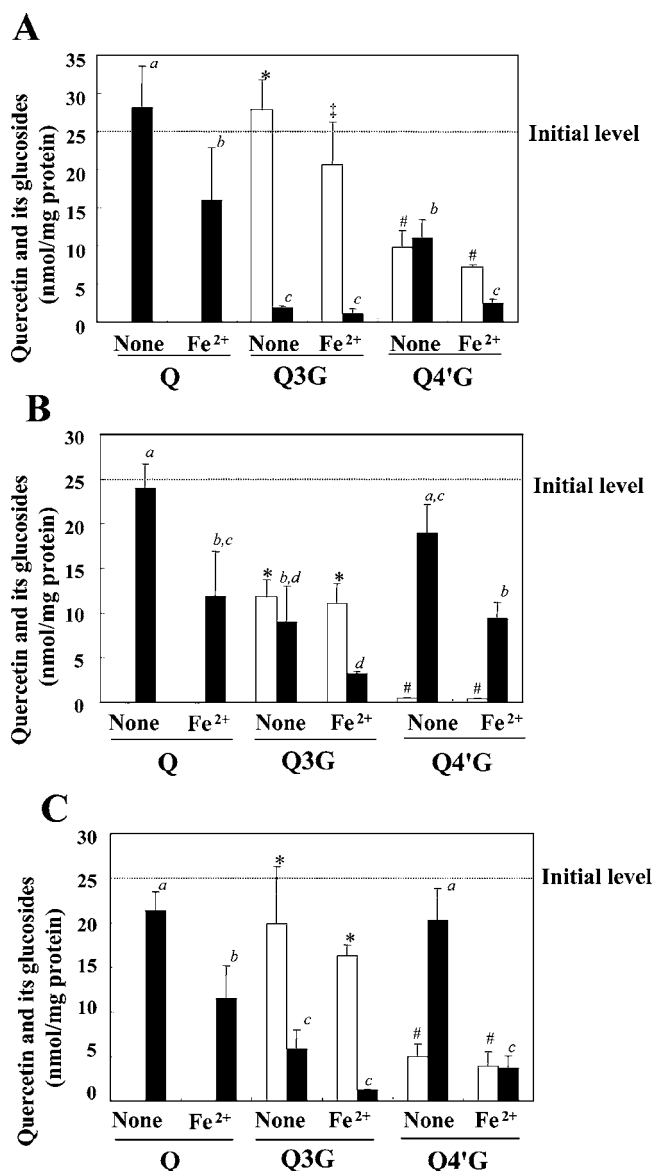 A
Quercetin and its glucosides
(nmol/mg protein)
35
30
25
20
15
10
5
0
a
b
*
c
‡
c
#
b
#
c
Initial level
None Fe2+ None Fe2+ None Fe2+
Q Q3G Q4'G
B
Quercetin and its glucosides
(nmol/mg protein)
30
25
20
15
10
5
0
a
b,c
*
b,d
*
d
#
a,c
#
b
Initial level
None Fe2+ None Fe2+ None Fe2+
Q Q3G Q4'G
C
Quercetin and its glucosides
(nmol/mg protein)
30
25
20
15
10
5
0
a
b
*
c
*
c
#
a
#
c
Initial level
None Fe2+ None Fe2+ None Fe2+
Q Q3G Q4'G